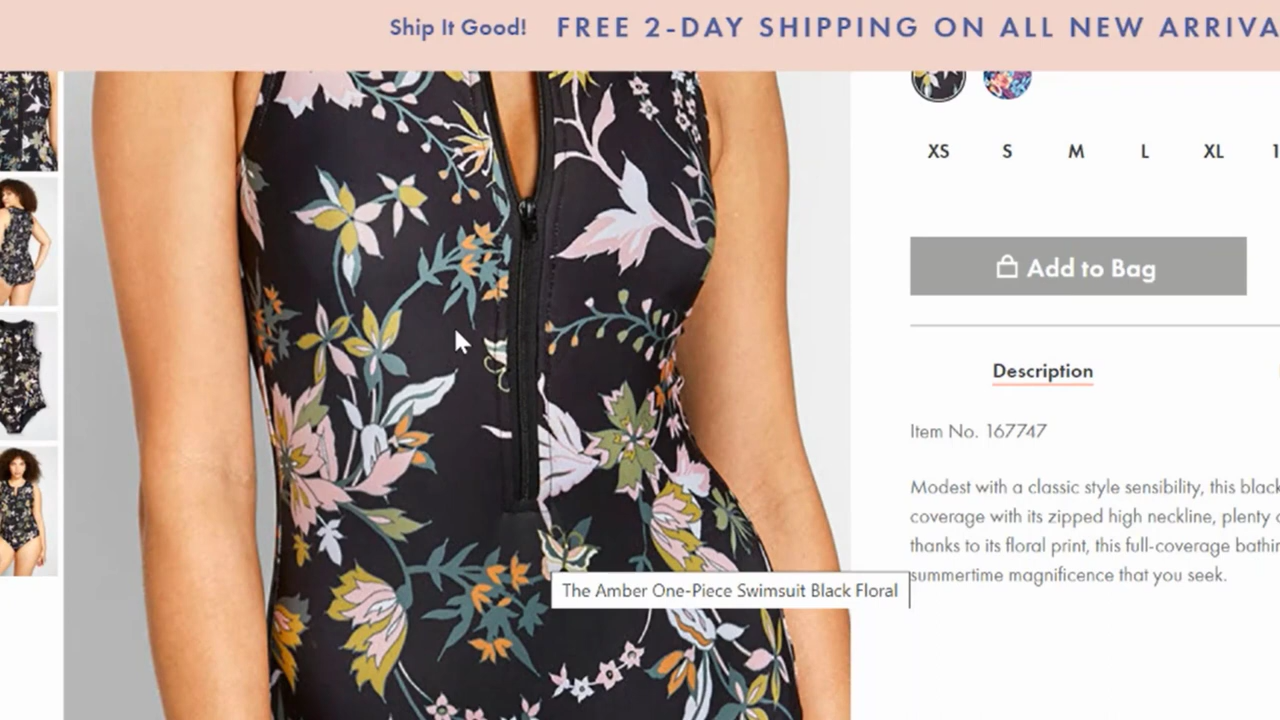 Ship It Good! FREE 2-DAY SHIPPING ON ALL NEW
XS S M L XL
Add to Bag
Description
Item No. 167747
Modest with a classic style sensibility, this black
coverage with its zipped high neckline, plenty
thanks to its floral print, this full-coverage
summertime magnificence that you seek.
The Amber One-Piece Swimsuit Black Floral